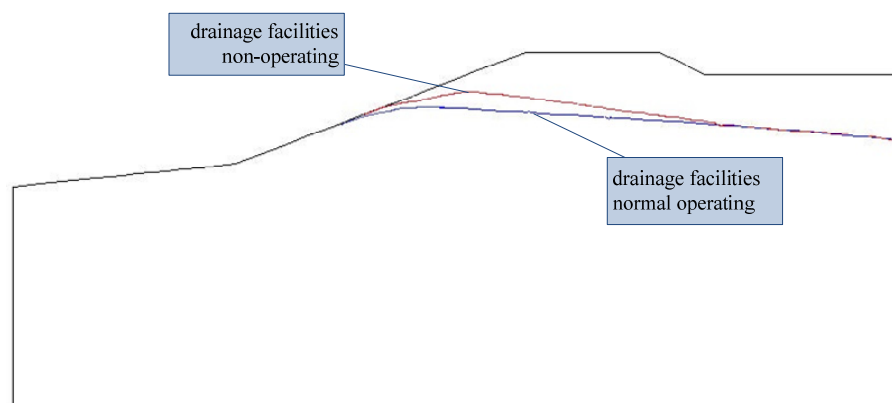 drainage facilities
non-operating
drainage facilities
normal operating